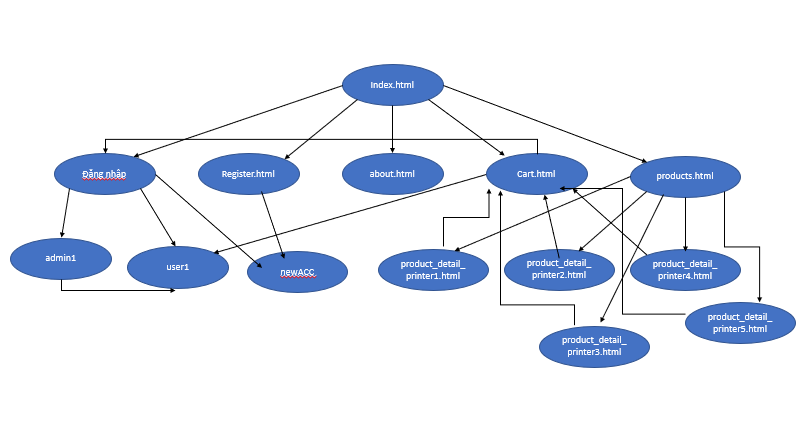 Index.html
Đăng nhập
Register.html
about.html
Cart.html
products.html
admin1
user1
newACC
product_detail_
printer1.html
product_detail_
printer2.html
product_detail_
printer4.html
product_detail_
printer5.html
product_detail_
printer3.html